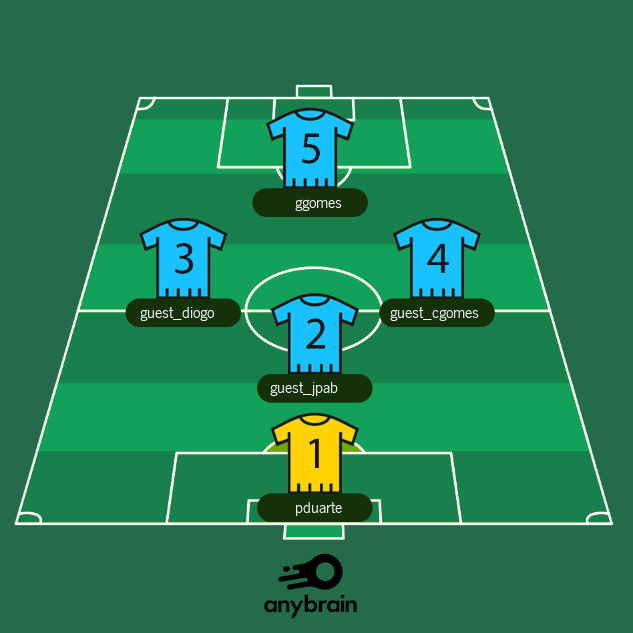 5
ggomes
3
4
guest_diogo
guest_cgomes
2
guest_jpab
1
pduarte
anybrain